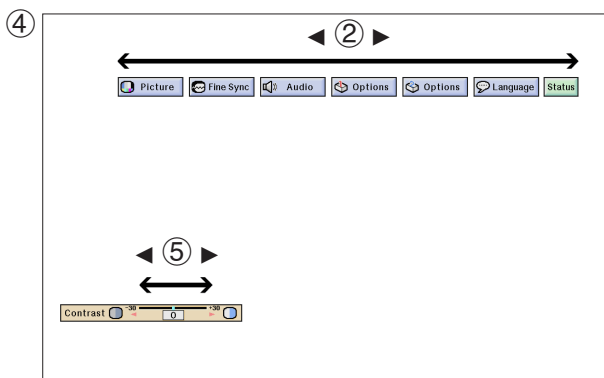 ④
◀ ② ▶
Picture Fine Sync Audio Options Options Language Status
◀ ⑤ ▶
Contrast -30 0 +30